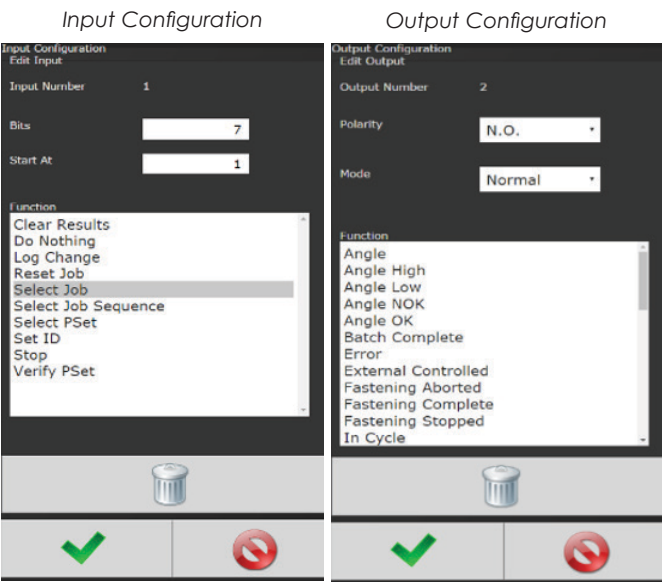 Input Configuration
Input Configuration
Edit Input
Input Number 1
Bits 7
Start At 1
Function
Clear Results
Do Nothing
Log Change
Reset Job
Select Job
Select Job Sequence
Select PSet
Set ID
Stop
Verify PSet
Output Configuration
Output Configuration
Edit Output
Output Number 2
Polarity N.O.
Mode Normal
Function
Angle
Angle High
Angle Low
Angle NOK
Angle OK
Batch Complete
Error
External Controlled
Fastening Aborted
Fastening Complete
Fastening Stopped
In Cycle